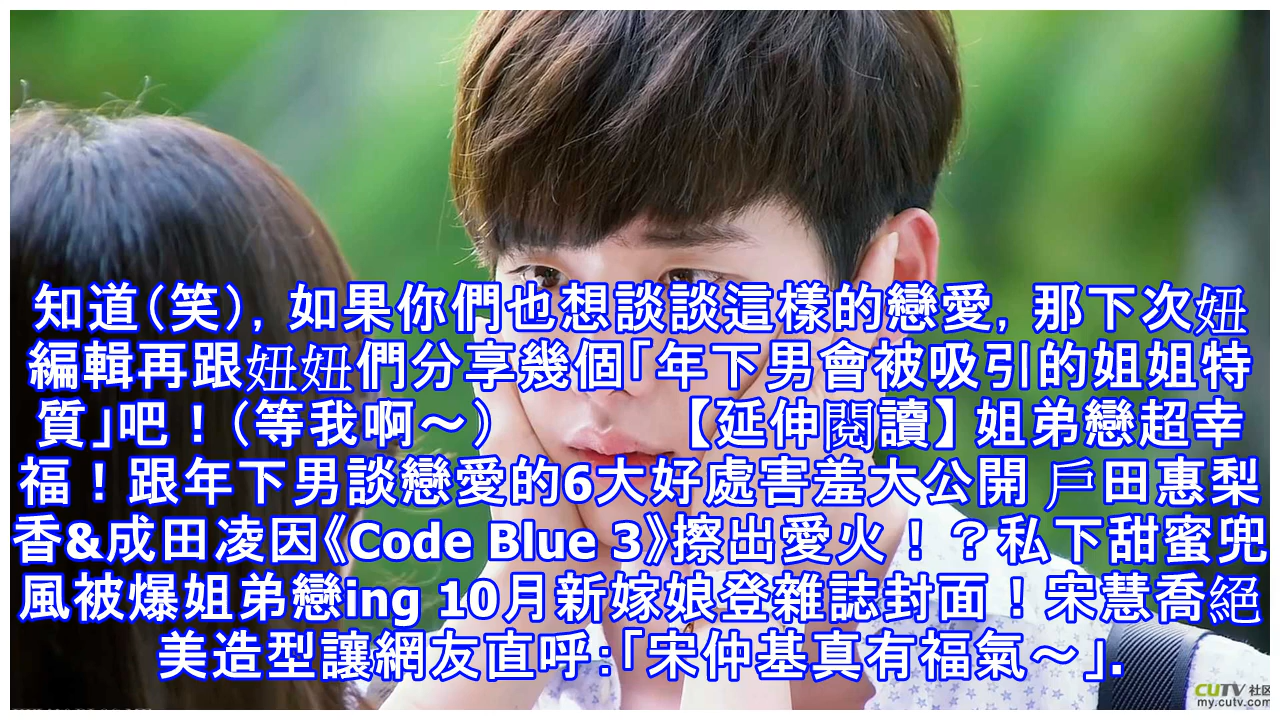 知道(笑), 如果你們也想談談這樣的戀愛, 那下次妞
編輯再跟妞妞們分享幾個「年下男會被吸引的姐姐特
質」吧！(等我啊～) 【延伸閱讀】姐弟戀超幸
福！跟年下男談戀愛的6大好處害羞大公開 戶田惠梨
香&成田凌因《Code Blue 3》擦出愛火！？私下甜蜜兜
風被爆姐弟戀ing 10月新嫁娘登雜誌封面！宋慧喬絕
美造型讓網友直呼:「宋仲基真有福氣～」.
CUTV 社区
my.cutv.com